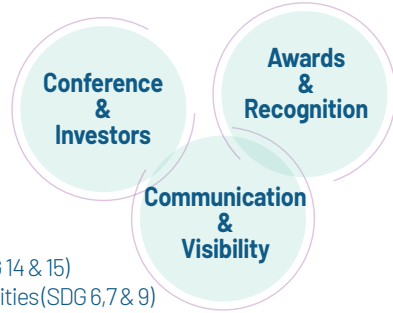 Conference
&
Investors
Awards
&
Recognition
Communication
&
Visibility
14 & 15)
ities (SDG 6, 7 & 9)